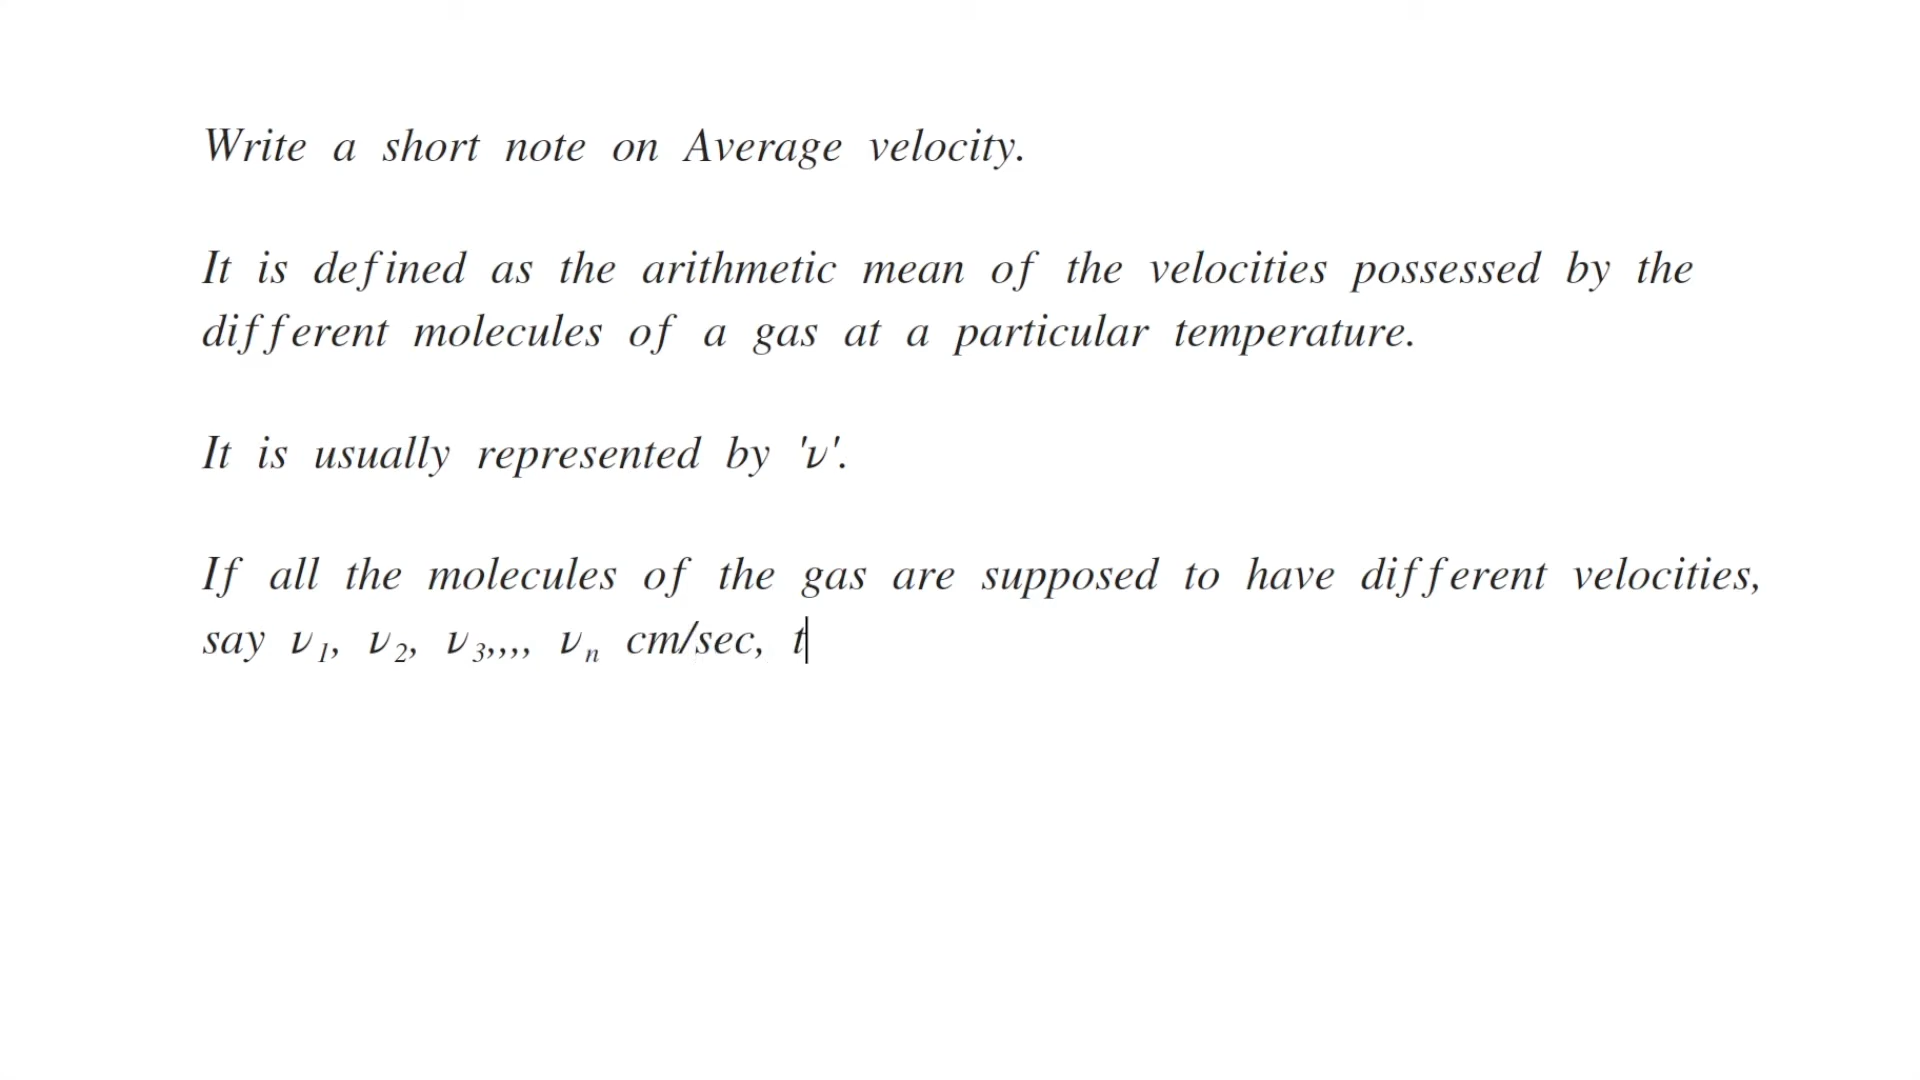 Write a short note on Average velocity.
It is defined as the arithmetic mean of the velocities possessed by the
different molecules of a gas at a particular temperature.
It is usually represented by 'ν'.
If all the molecules of the gas are supposed to have different velocities,
say ν₁, ν₂, ν₃,,,, νₙ cm/sec, t